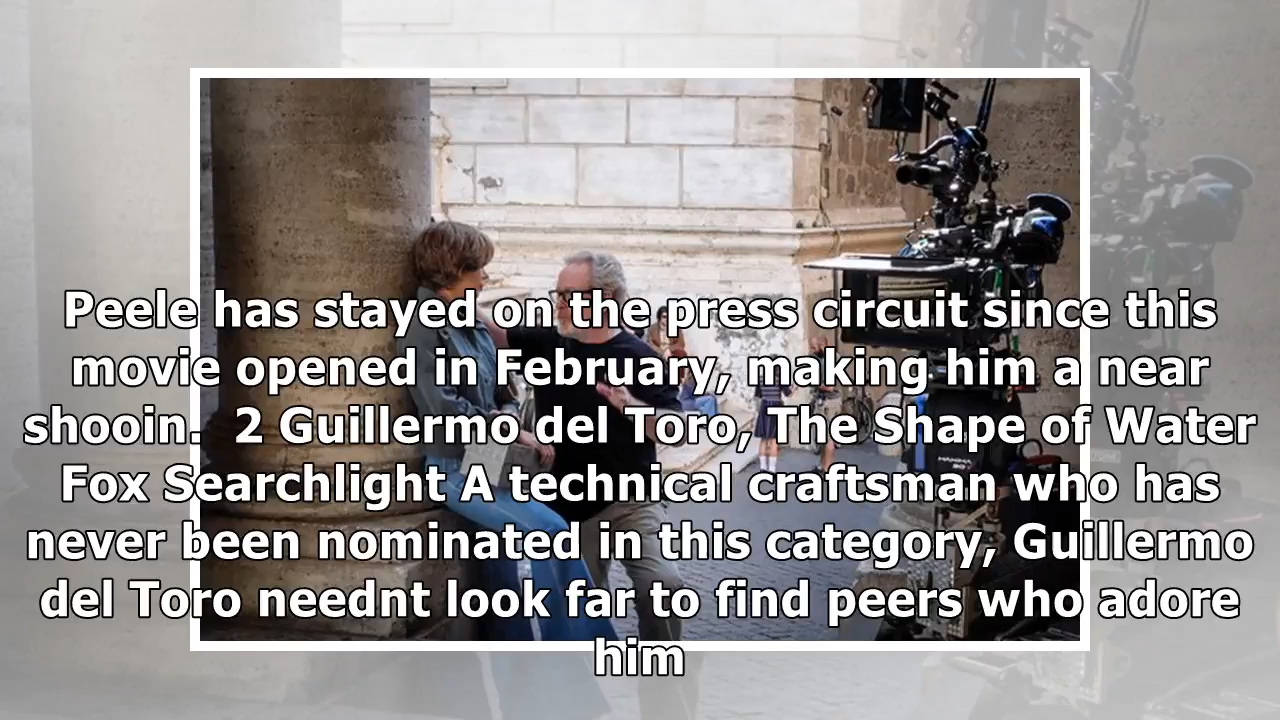 Peele has stayed on the press circuit since this
movie opened in February, making him a near
shooin.  2 Guillermo del Toro, The Shape of Water
Fox Searchlight A technical craftsman who has
never been nominated in this category, Guillermo
del Toro neednt look far to find peers who adore
him